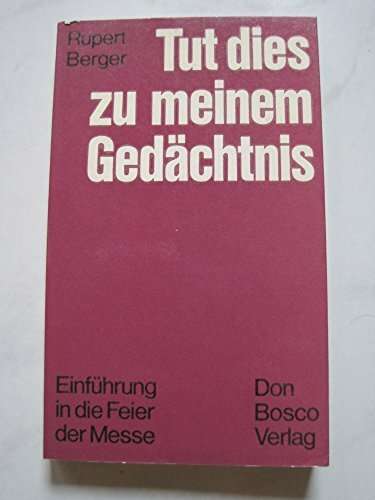 Rupert
Berger
Tut dies
zu meinem
Gedächtnis
Einführung
in die Feier
der Messe
Don
Bosco
Verlag